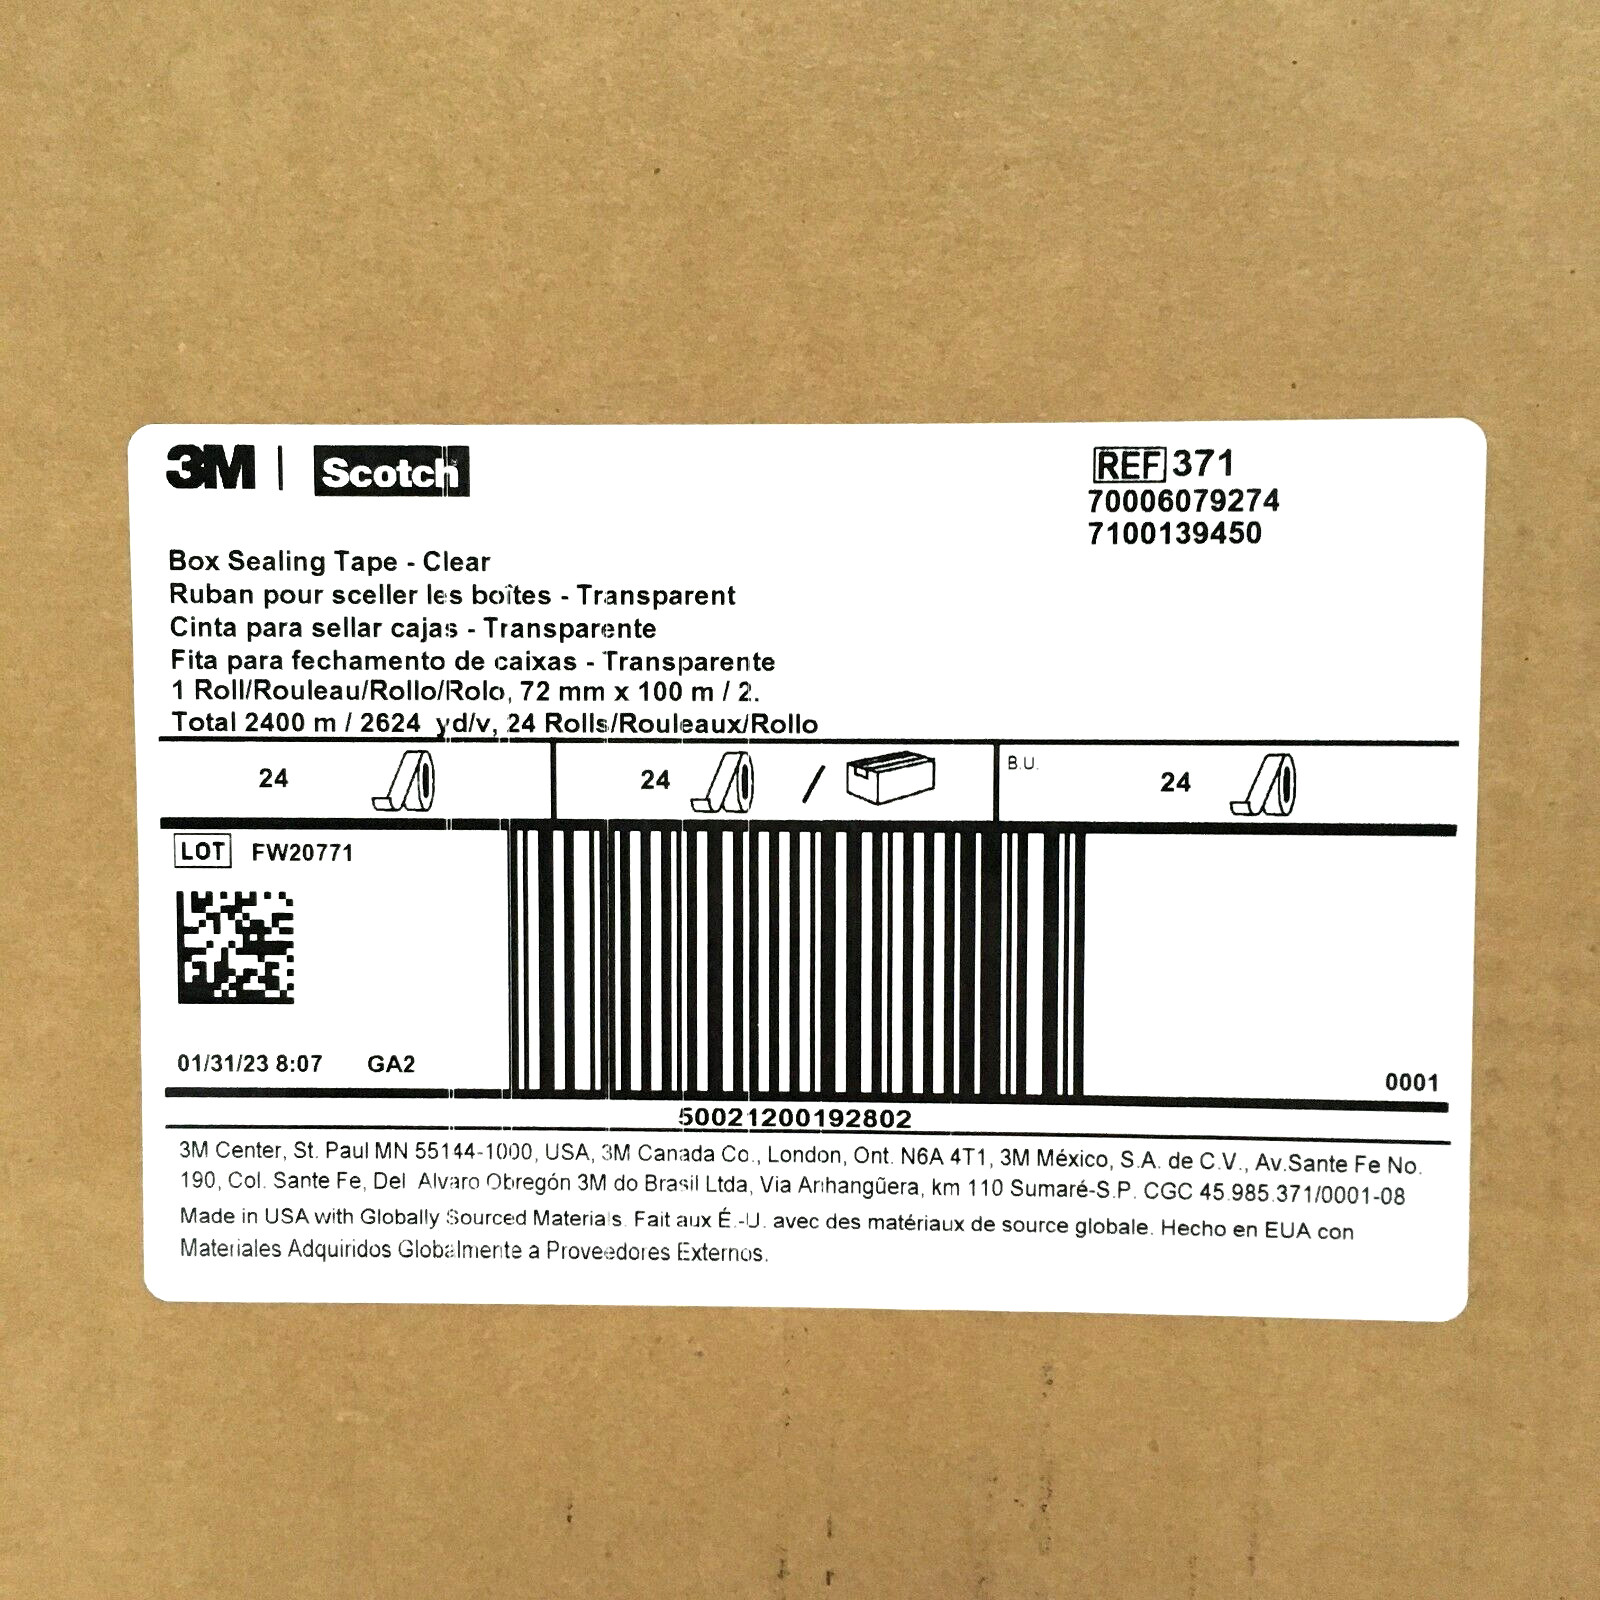 3M | Scotch
REF 371
70006079274
7100139450
Box Sealing Tape - Clear
Ruban pour sceller les boîtes - Transparent
Cinta para sellar cajas - Transparente
Fita para fechamento de caixas - Transparente
1 Roll/Rouleau/Rollo/Rolo, 72 mm x 100 m / 2.
Total 2400 m / 2624 yd/v, 24 Rolls/Rouleaux/Rollo
24 24 / B.U. 24
LOT FW20771
01/31/23 8:07 GA2
0001
50021200192802
3M Center, St. Paul MN 55144-1000, USA, 3M Canada Co., London, Ont. N6A 4T1, 3M México, S.A. de C.V., Av.Sante Fe No.
190, Col. Sante Fe, Del Alvaro Obregón 3M do Brasil Ltda, Via Anhangüera, km 110 Sumaré-S.P. CGC 45.985.371/0001-08
Made in USA with Globally Sourced Materials. Fait aux É.-U. avec des matériaux de source globale. Hecho en EUA con
Materiales Adquiridos Globalmente a Proveedores Externos.